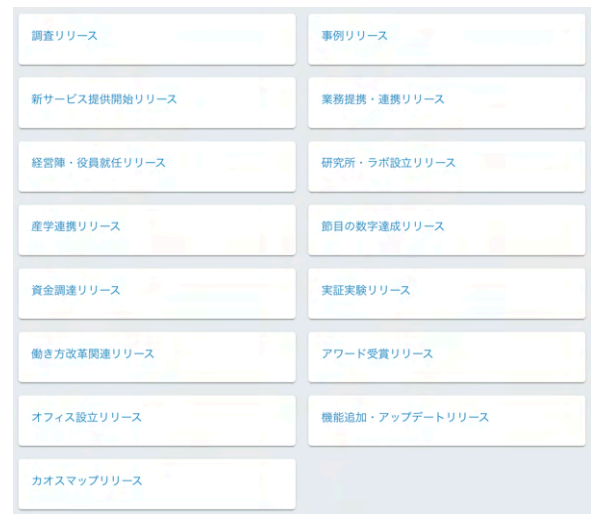 調査リリース
事例リリース
新サービス提供開始リリース
業務提携・連携リリース
経営陣・役員就任リリース
研究所・ラボ設立リリース
産学連携リリース
節目の数字達成リリース
資金調達リリース
実証実験リリース
働き方改革関連リリース
アワード受賞リリース
オフィス設立リリース
機能追加・アップデートリリース
カオスマップリリース